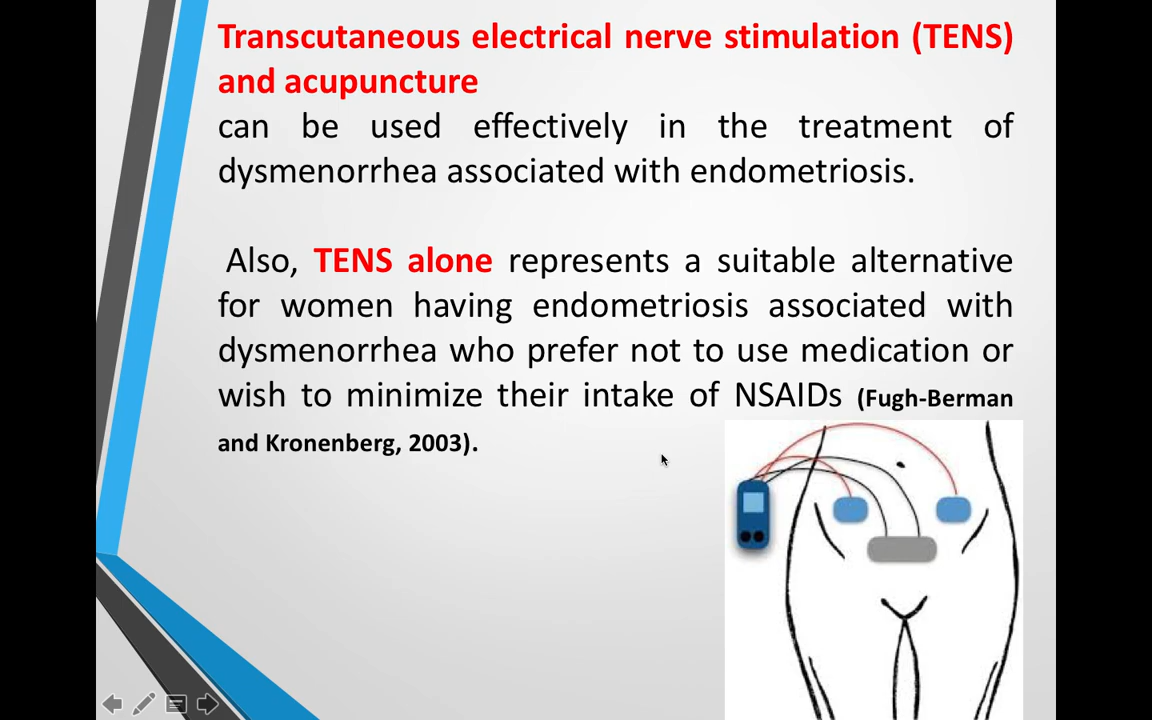 Transcutaneous electrical nerve stimulation (TENS)
and acupuncture
can be used effectively in the treatment of
dysmenorrhea associated with endometriosis.
Also, TENS alone represents a suitable alternative
for women having endometriosis associated with
dysmenorrhea who prefer not to use medication or
wish to minimize their intake of NSAIDs (Fugh-Berman
and Kronenberg, 2003).